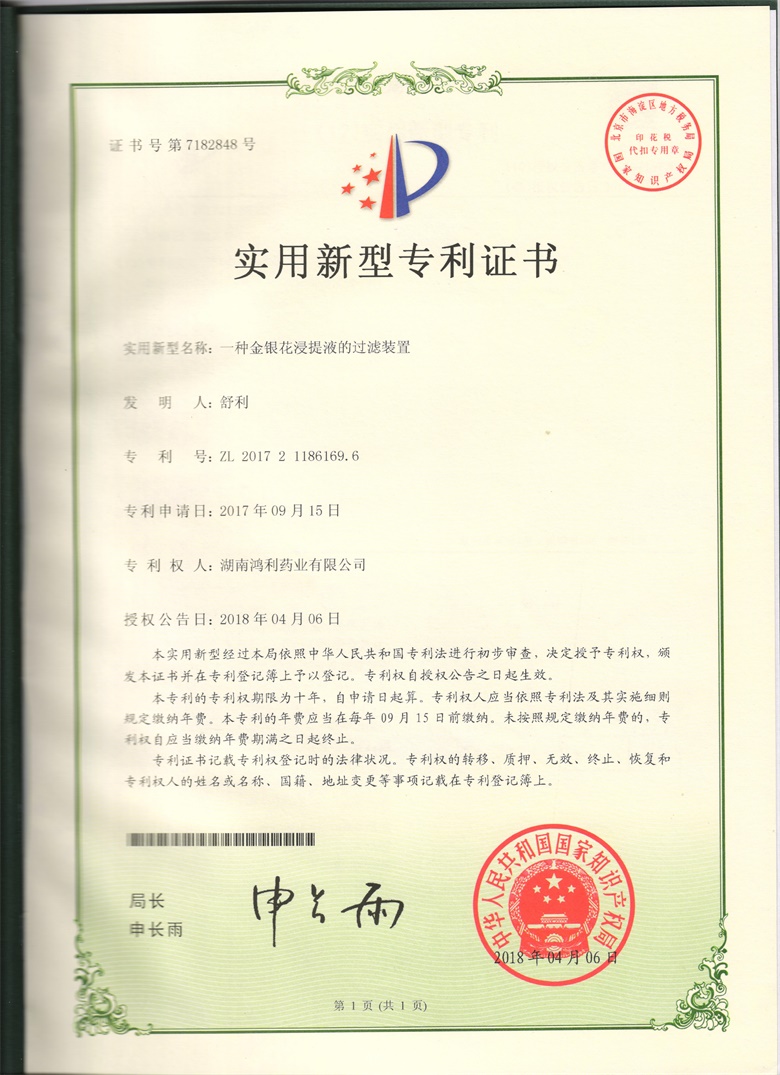 证书号第7182848号
北京市海淀区地方税务局
印花税
代扣专用章
国家知识产权局
实用新型专利证书
实用新型名称：一种金银花浸提液的过滤装置
发明人：舒利
专利号：ZL 2017 2 1186169.6
专利申请日：2017年09月15日
专利权人：湖南鸿利药业有限公司
授权公告日：2018年04月06日
本实用新型经过本局依照中华人民共和国专利法进行初步审查，决定授予专利权，颁
发本证书并在专利登记簿上予以登记。专利权自授权公告之日起生效。
本专利的专利权期限为十年，自申请日起算。专利权人应当依照专利法及其实施细则
规定缴纳年费。本专利的年费应当在每年09月15日前缴纳。未按照规定缴纳年费的，专
利权自应当缴纳年费期满之日起终止。
专利证书记载专利权登记时的法律状况。专利权的转移、质押、无效、终止、恢复和
专利权人的姓名或名称、国籍、地址变更等事项记载在专利登记簿上。
局长
申长雨
申长雨
中华人民共和国国家知识产权局
2018年04月06日
第1页(共1页)